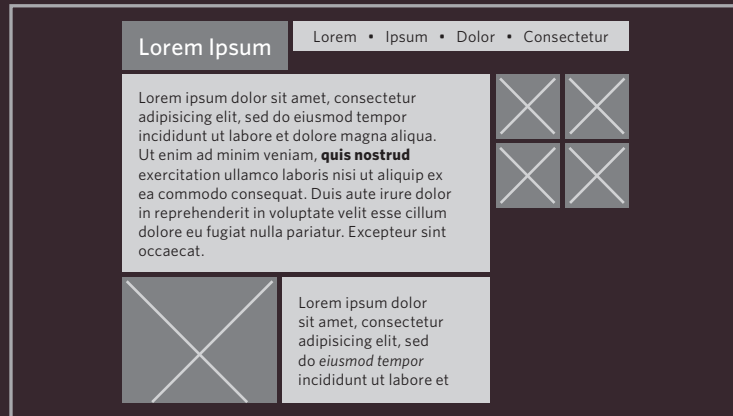 Lorem Ipsum
Lorem • Ipsum • Dolor • Consectetur
Lorem ipsum dolor sit amet, consectetur
adipisicing elit, sed do eiusmod tempor
incididunt ut labore et dolore magna aliqua.
Ut enim ad minim veniam, quis nostrud
exercitation ullamco laboris nisi ut aliquip ex
ea commodo consequat. Duis aute irure dolor
in reprehenderit in voluptate velit esse cillum
dolore eu fugiat nulla pariatur. Excepteur sint
occaecat.
Lorem ipsum dolor
sit amet, consectetur
adipisicing elit, sed
do eiusmod tempor
incididunt ut labore et